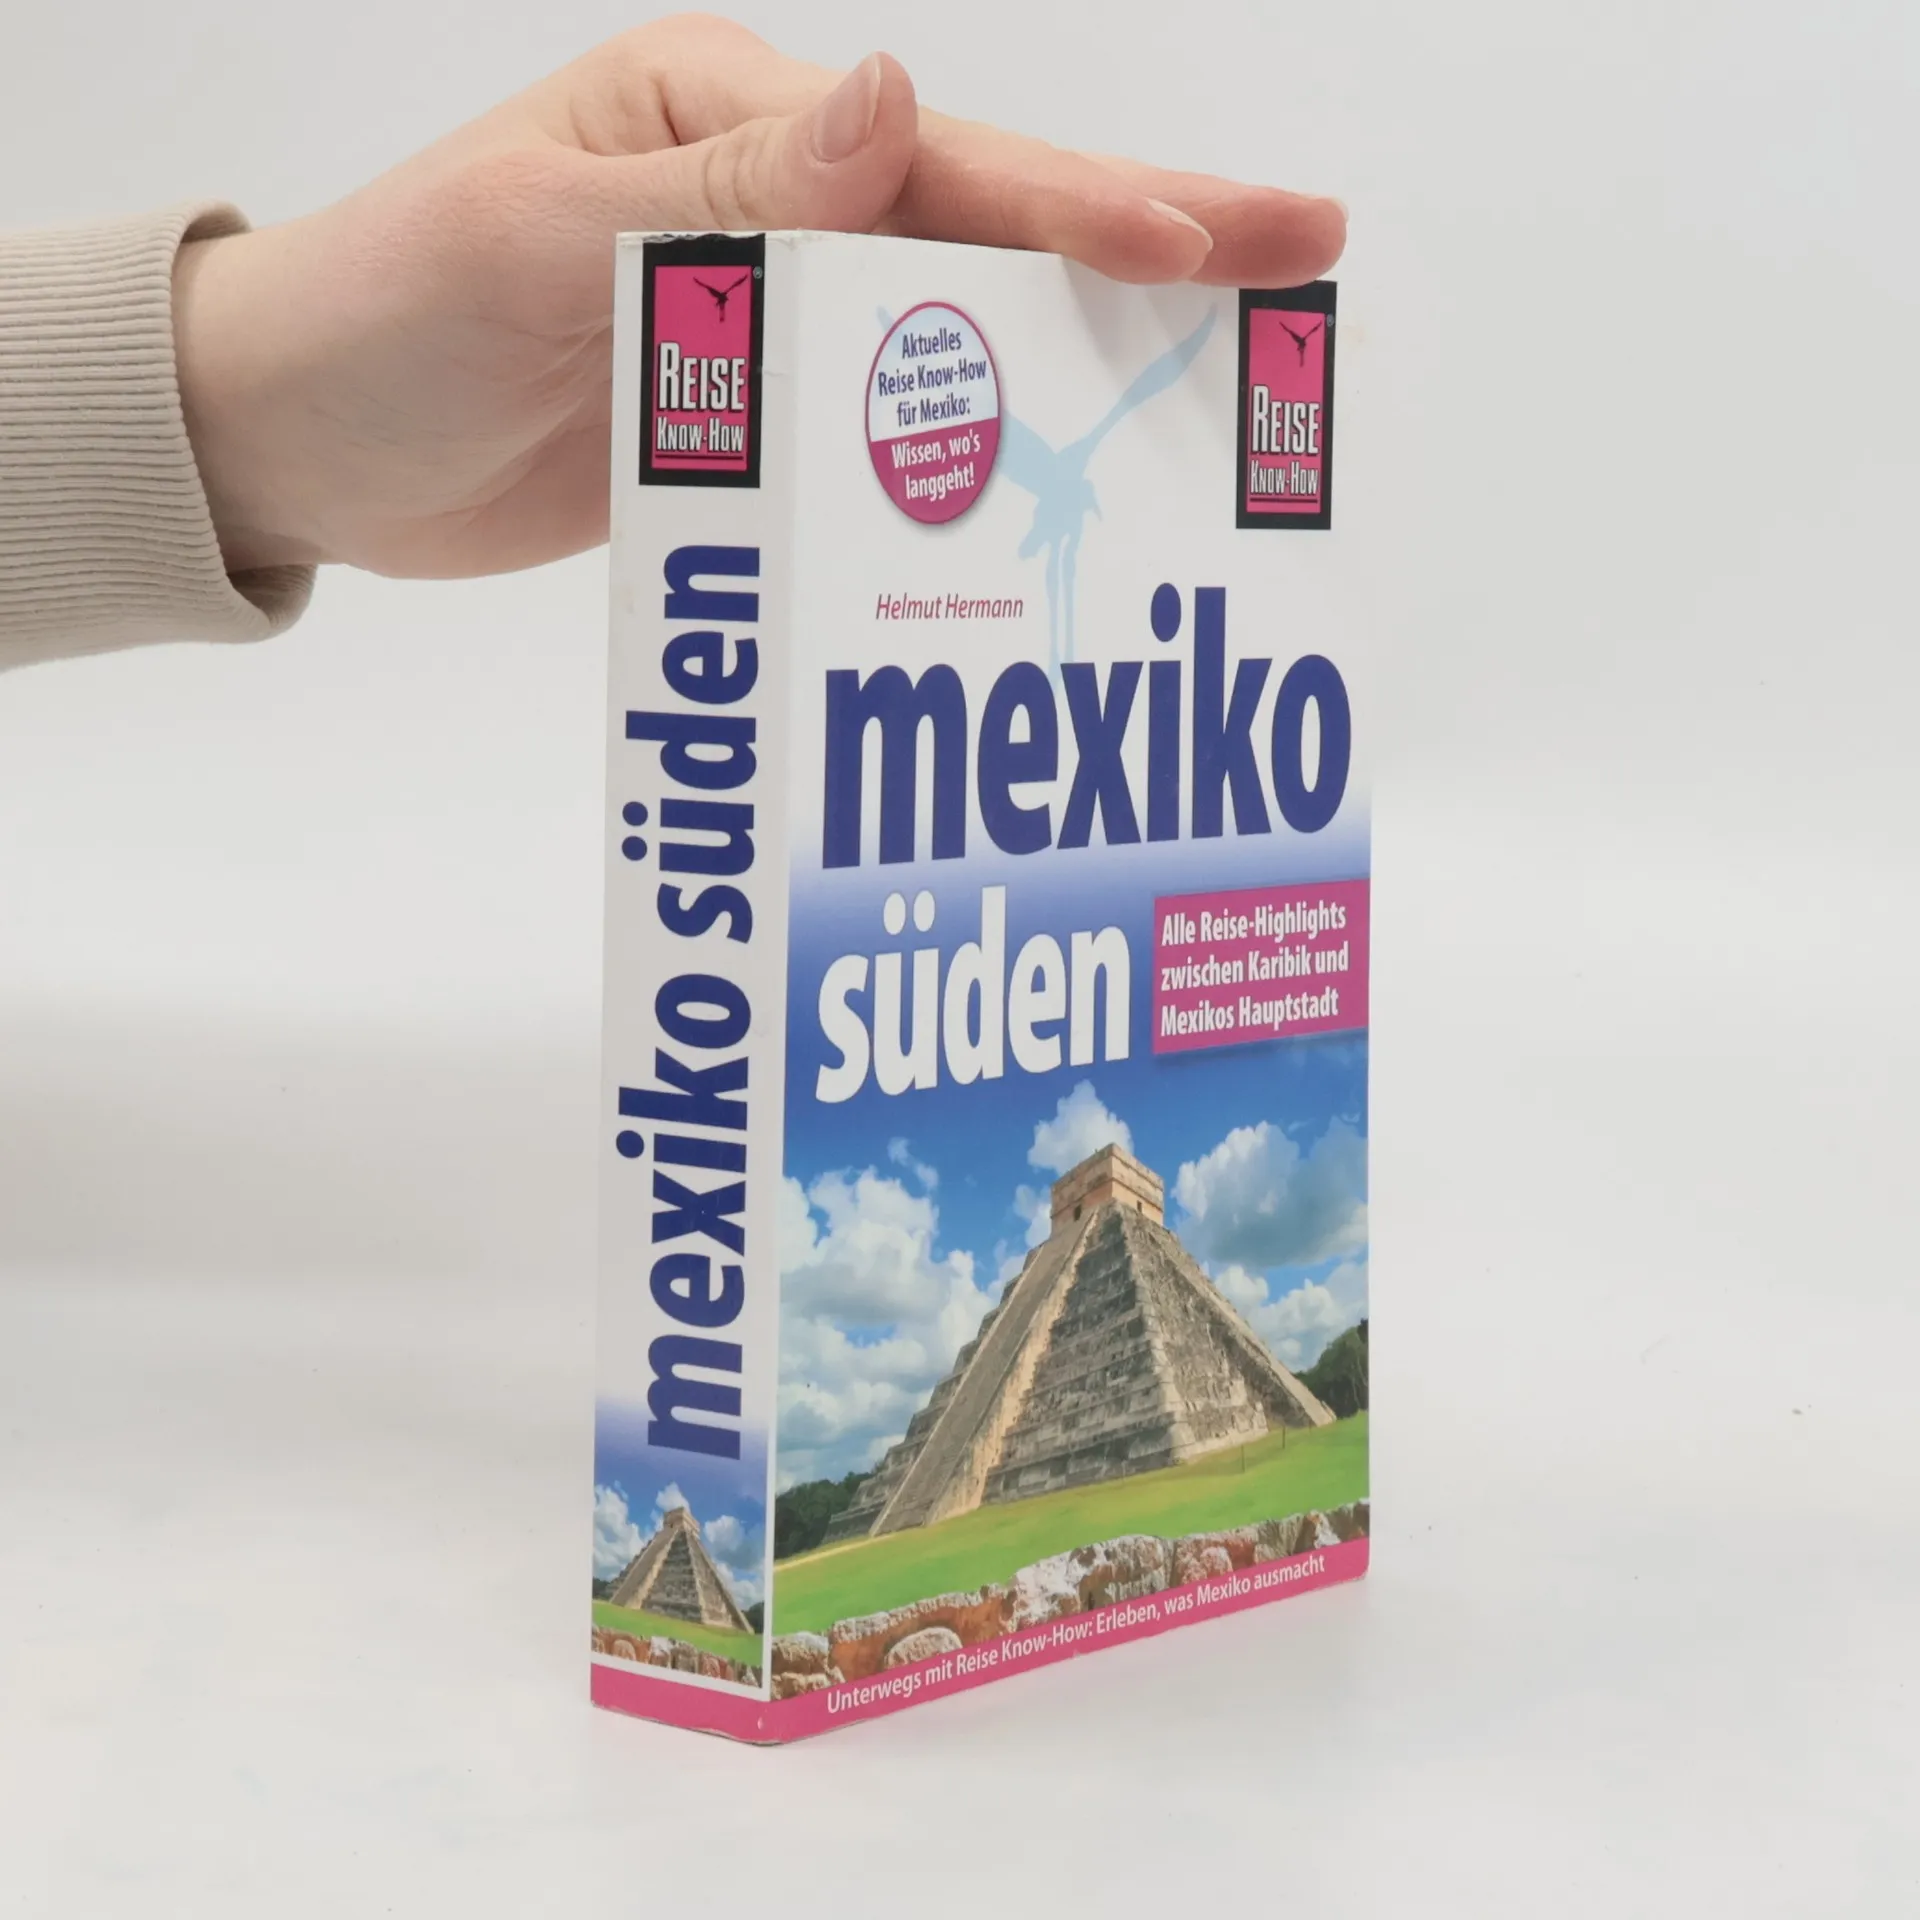 REISE
KNOW-HOW
mexiko süden
Aktuelles
Reise Know-How
für Mexiko:
Wissen, wo's
langgeht!
REISE
KNOW-HOW
Helmut Hermann
mexiko
süden
Alle Reise-Highlights
zwischen Karibik und
Mexikos Hauptstadt
Unterwegs mit Reise Know-How: Erleben, was Mexiko ausmacht